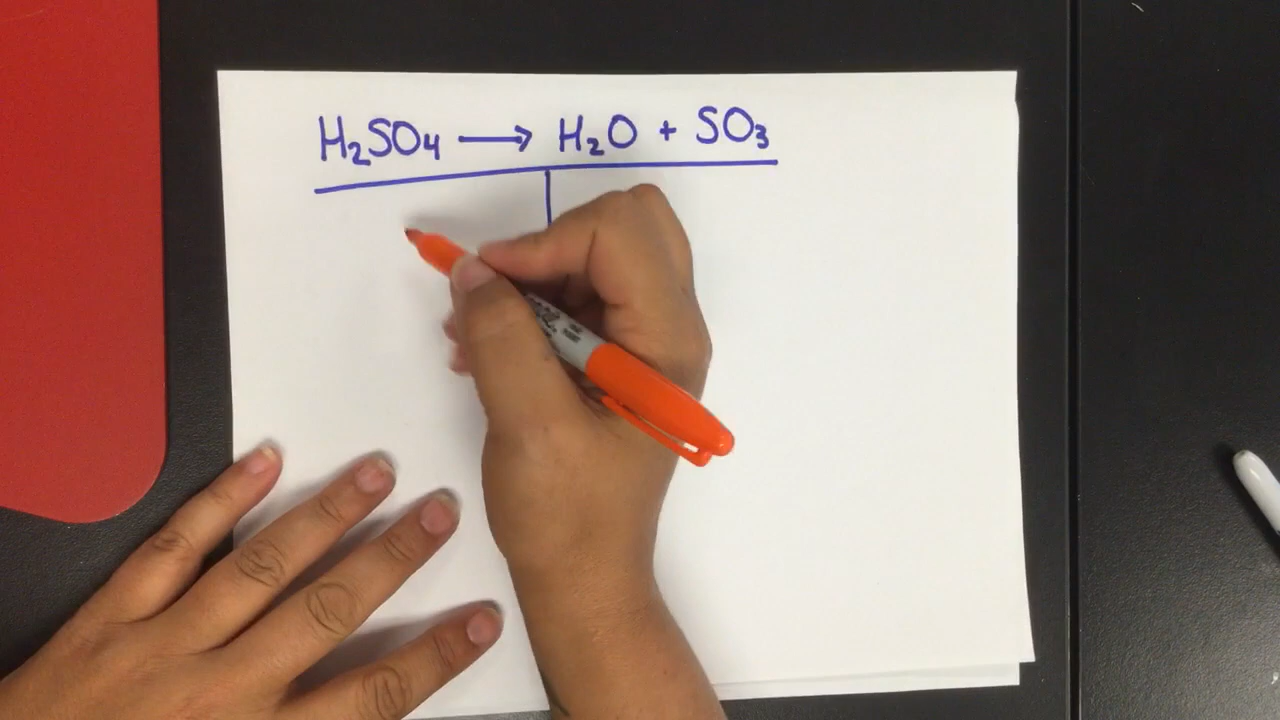 H₂SO₄ → H₂O + SO₃